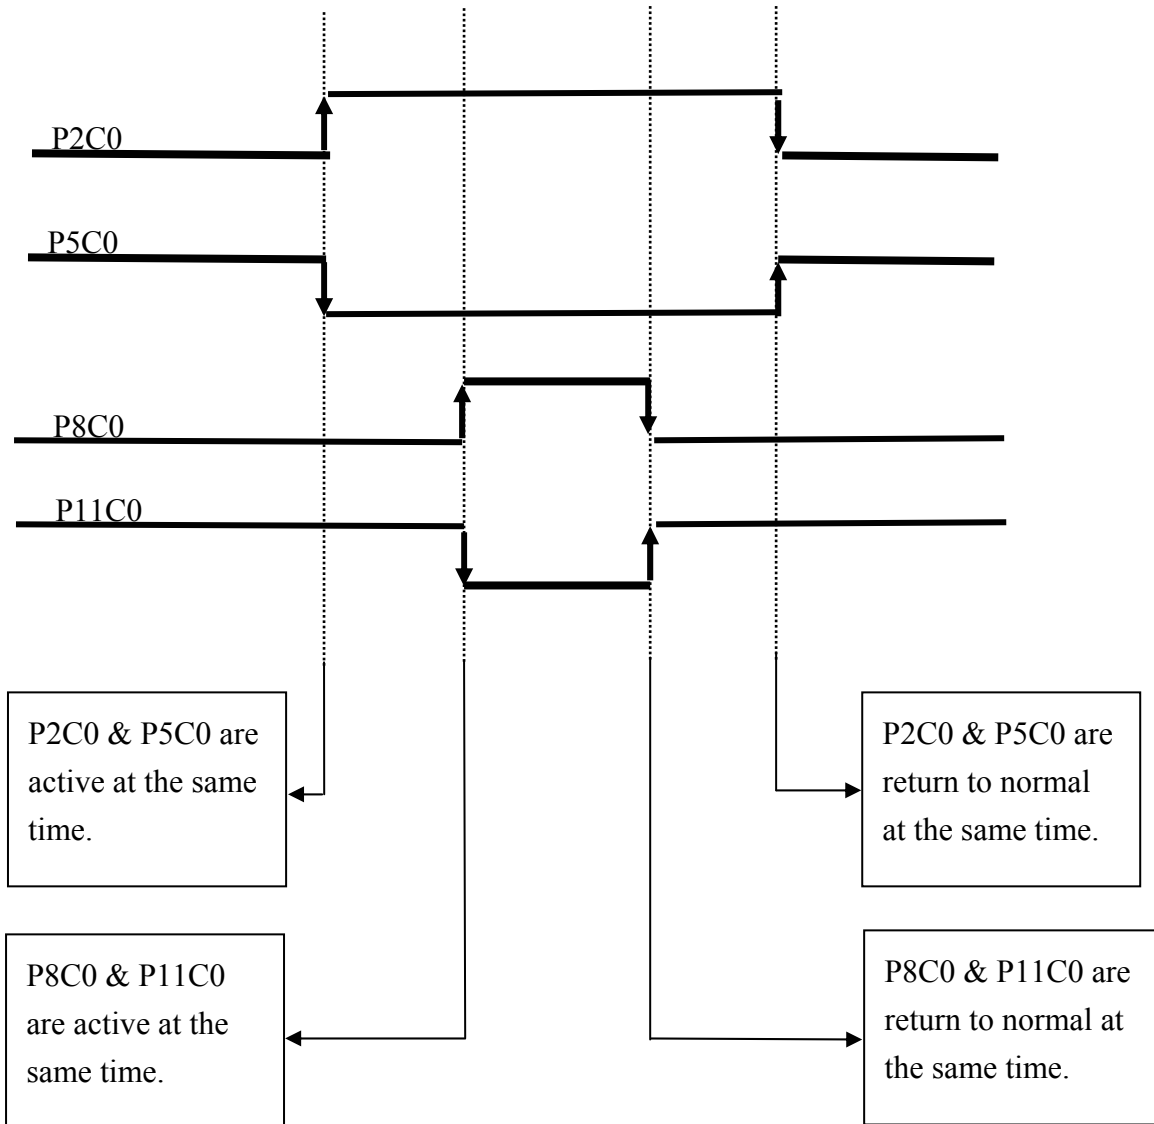 P2C0
P5C0
P8C0
P11C0
P2C0 & P5C0 are
active at the same
time.
P2C0 & P5C0 are
return to normal
at the same time.
P8C0 & P11C0
are active at the
same time.
P8C0 & P11C0 are
return to normal at
the same time.